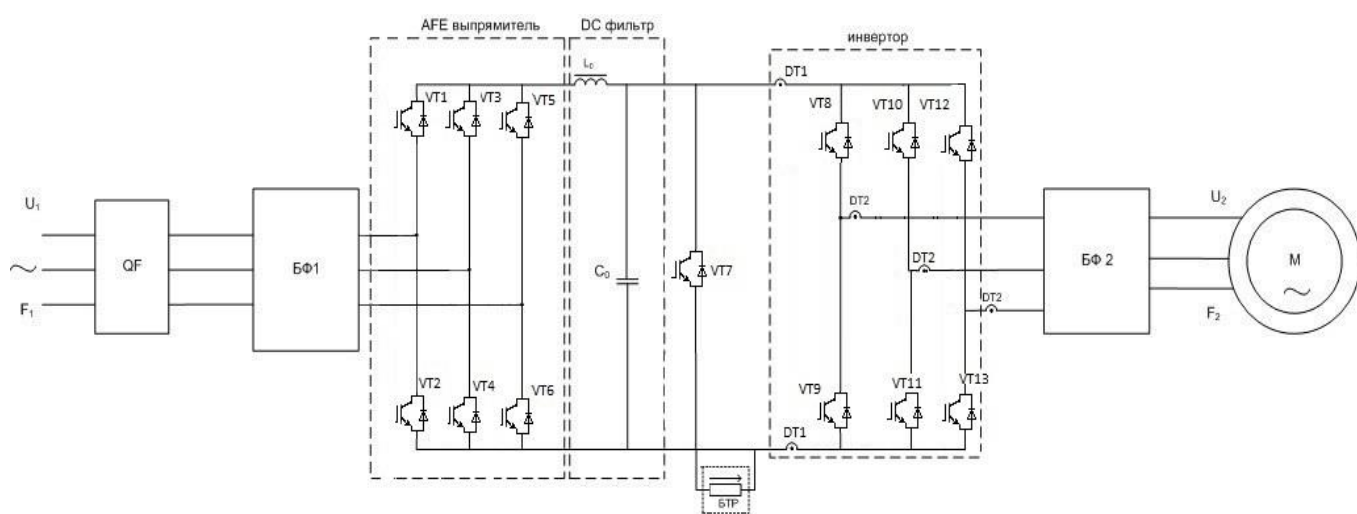 AFE выпрямитель
DC фильтр
инвертор
L₀
DT1
VT1
VT3
VT5
VT8
VT10
VT12
U₁
QF
F₁
БФ1
C₀
VT7
DT2
DT2
DT2
БФ 2
U₂
F₂
M
VT2
VT4
VT6
VT9
VT11
VT13
DT1
БТР